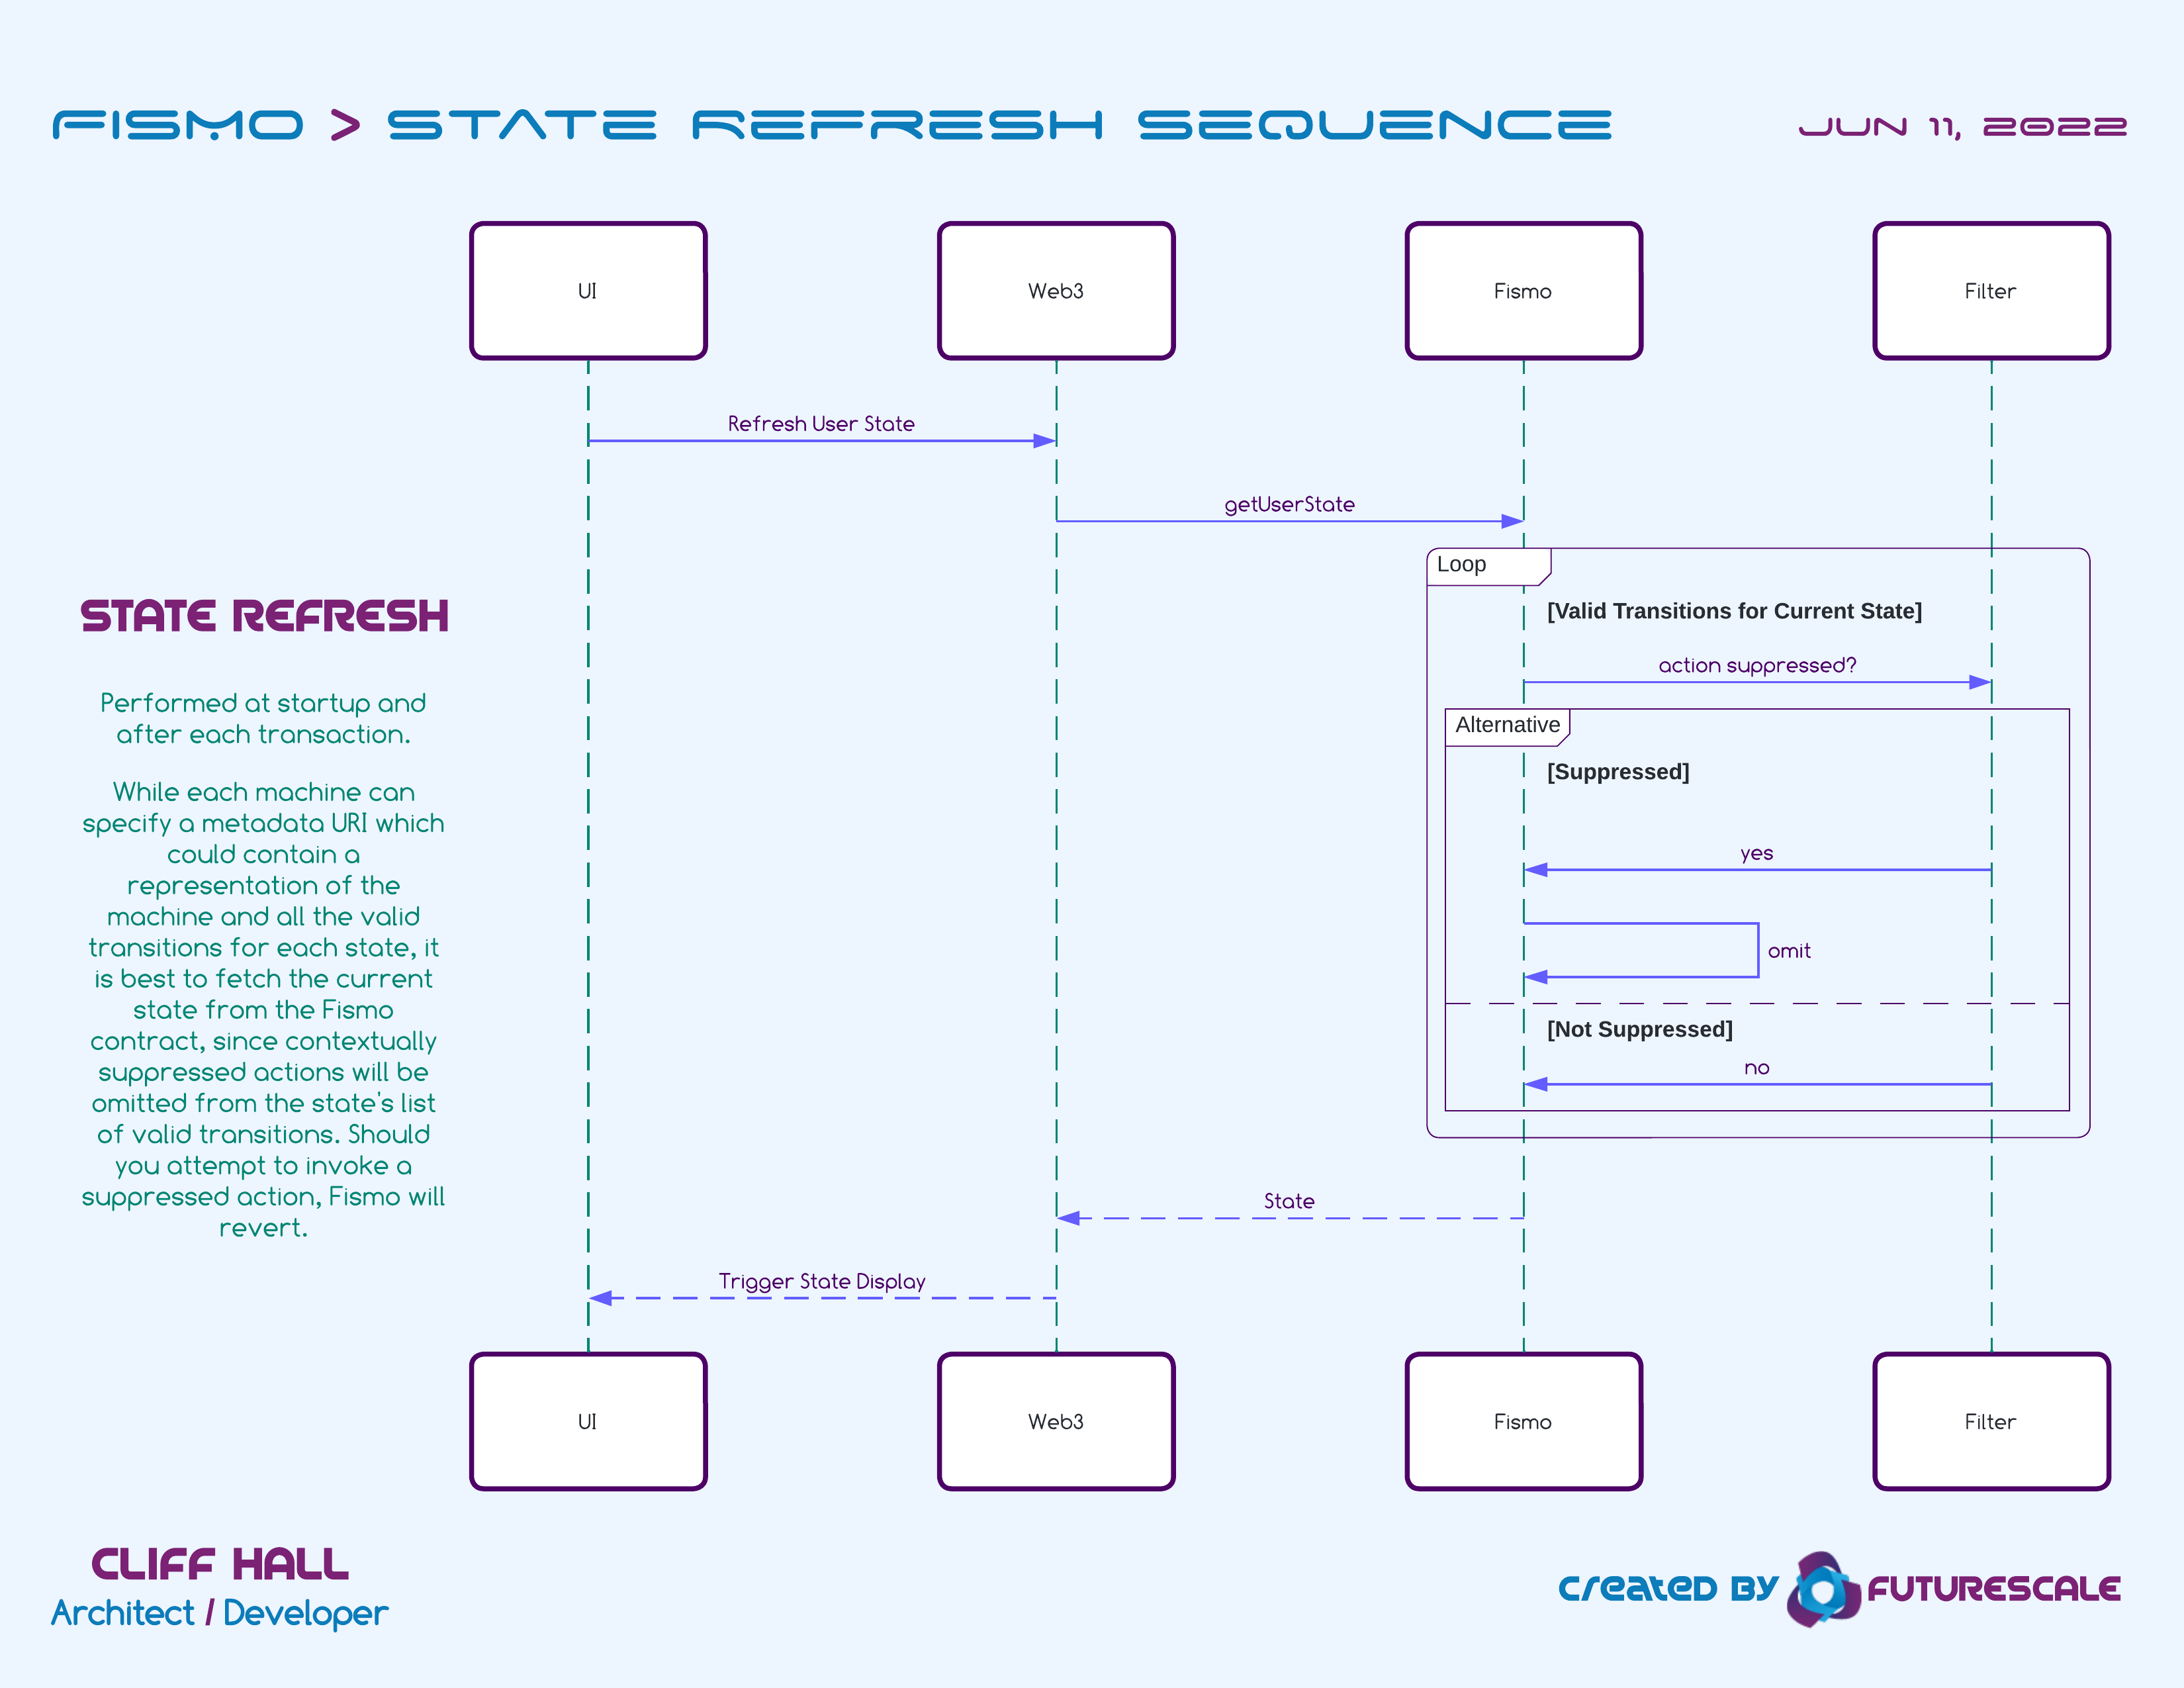 FISMO > STATE REFRESH SEQUENCE
JUN 11, 2022
UI
Web3
Fismo
Filter
Refresh User State
getUserState
Loop
[Valid Transitions for Current State]
action suppressed?
Alternative
[Suppressed]
yes
omit
[Not Suppressed]
no
State
Trigger State Display
STATE REFRESH
Performed at startup and
after each transaction.
While each machine can
specify a metadata URI which
could contain a
representation of the
machine and all the valid
transitions for each state, it
is best to fetch the current
state from the Fismo
contract, since contextually
suppressed actions will be
omitted from the state's list
of valid transitions. Should
you attempt to invoke a
suppressed action, Fismo will
revert.
UI
Web3
Fismo
Filter
CLIFF HALL
Architect / Developer
CREATED BY FUTURESCALE